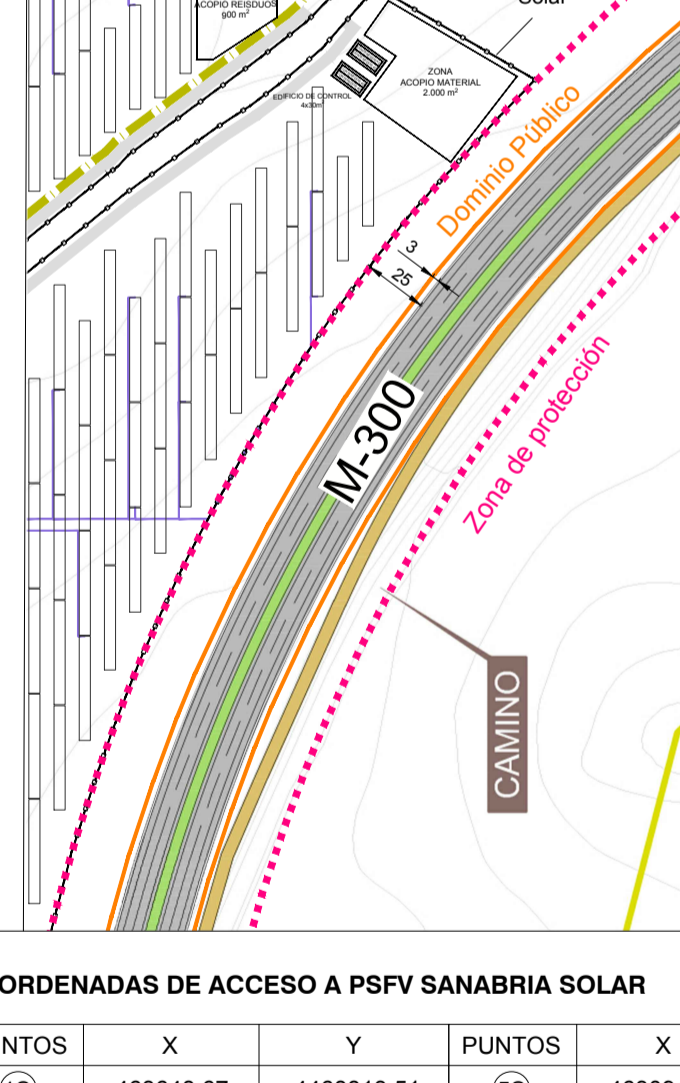 Solar
ACOPIO REISDUOS
900 m²
ZONA
ACOPIO MATERIAL
2.000 m²
EDIFICIO DE CONTROL
4x30m²
Dominio Público
3
25
M-300
Zona de protección
CAMINO
ORDENADAS DE ACCESO A PSFV SANABRIA SOLAR
NTOS X Y PUNTOS X